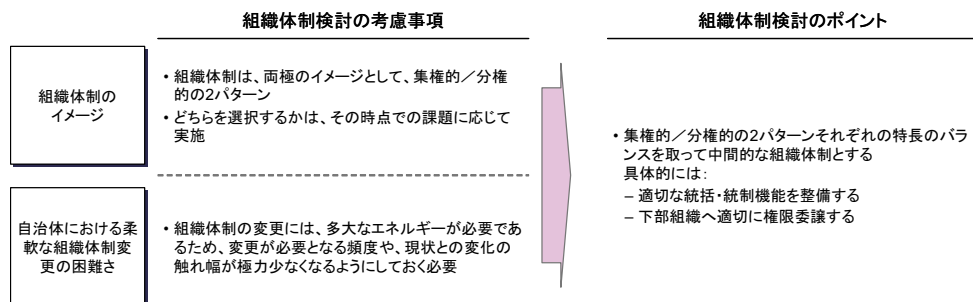 組織体制検討の考慮事項
組織体制検討のポイント
組織体制の
イメージ
• 組織体制は、両極のイメージとして、集権的／分権
的の2パターン
• どちらを選択するかは、その時点での課題に応じて
実施
自治体における柔
軟な組織体制変
更の困難さ
• 組織体制の変更には、多大なエネルギーが必要であ
るため、変更が必要となる頻度や、現状との変化の
触れ幅が極力少なくなるようにしておく必要
• 集権的／分権的の2パターンそれぞれの特長のバラ
ンスを取って中間的な組織体制とする
具体的には:
– 適切な統括・統制機能を整備する
– 下部組織へ適切に権限委譲する